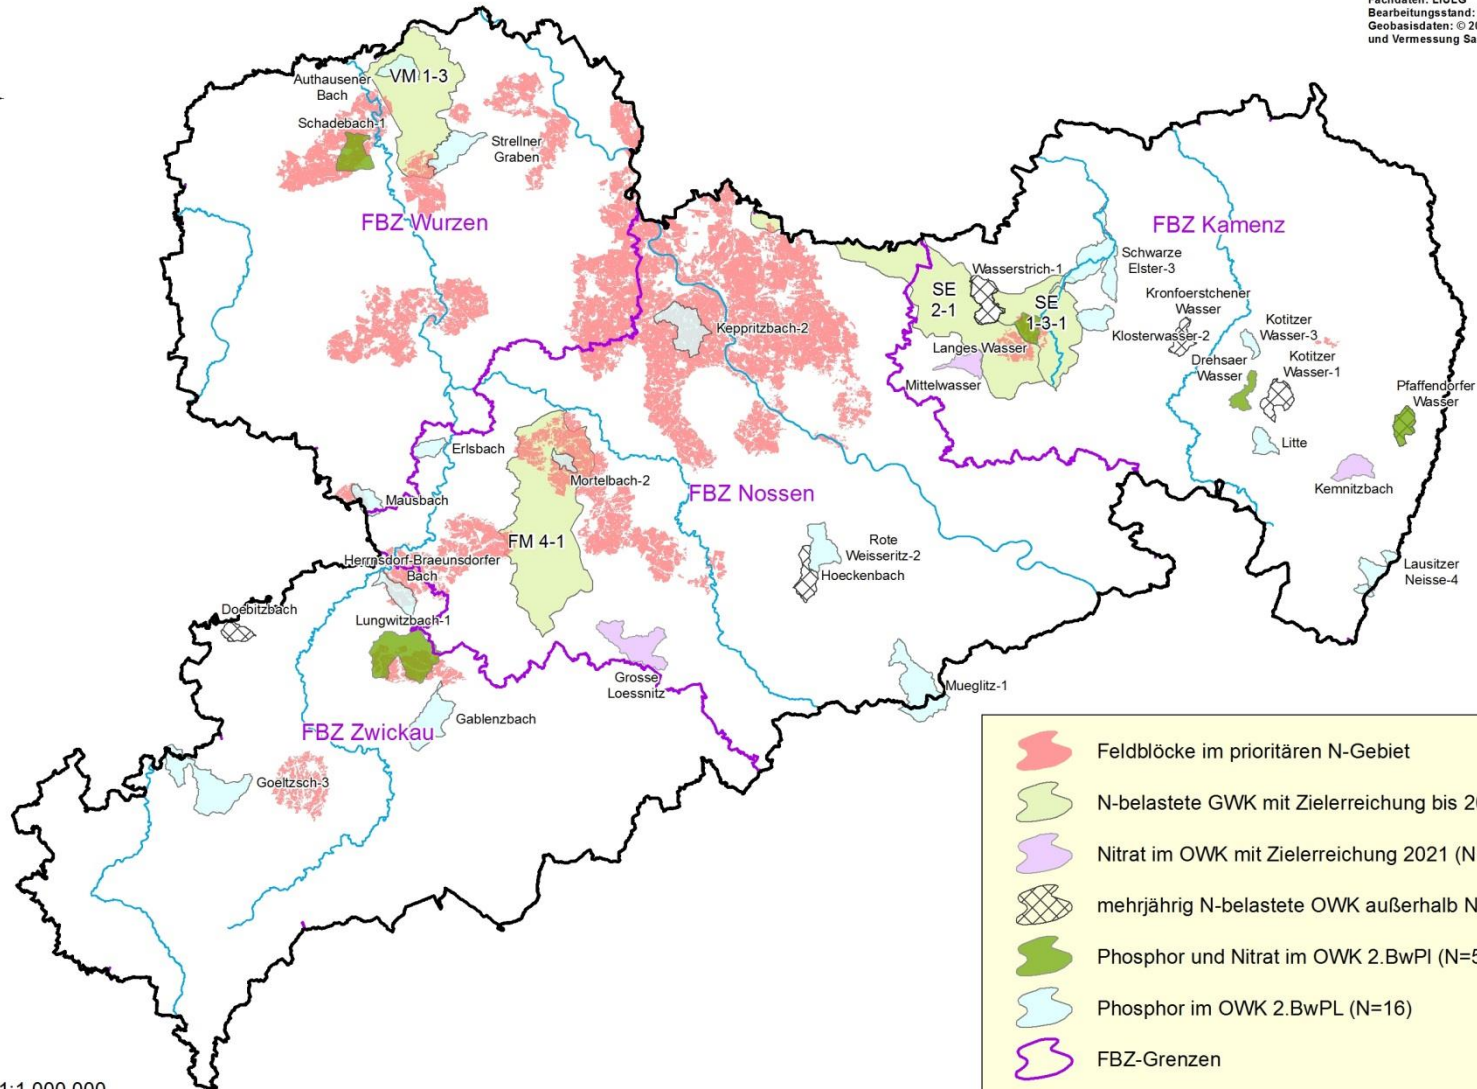 Bearbeitungsstand:
Geobasisdaten: © 20
und Vermessung Sa
VM 1-3
Authausener
Bach
Schadebach-1
Strellner
Graben
FBZ Wurzen
FBZ Kamenz
Schwarze
Elster-3
Wasserstrich-1
SE
2-1
SE
1-3-1
Kronfoerstchener
Wasser
Keppritzbach-2
Klosterwasser-2
Kotitzer
Wasser-3
Langes Wasser
Drehsaer
Wasser
Kotitzer
Wasser-1
Mittelwasser
Pfaffendorfer
Wasser
Litte
Erlsbach
Mortelbach-2
FBZ Nossen
Kemnitzbach
Mausbach
FM 4-1
Rote
Weisseritz-2
Hoeckenbach
Herrnsdorf-Braeunsdorfer
Bach
Lausitzer
Neisse-4
Doebitzbach
Lungwitzbach-1
Grosse
Loessnitz
Mueglitz-1
Gablenzbach
FBZ Zwickau
Goeltzsch-3
Feldblöcke im prioritären N-Gebiet
N-belastete GWK mit Zielerreichung bis 20
Nitrat im OWK mit Zielerreichung 2021 (N
mehrjährig N-belastete OWK außerhalb N
Phosphor und Nitrat im OWK 2.BwPl (N=5
Phosphor im OWK 2.BwPL (N=16)
FBZ-Grenzen
1:1.000.000